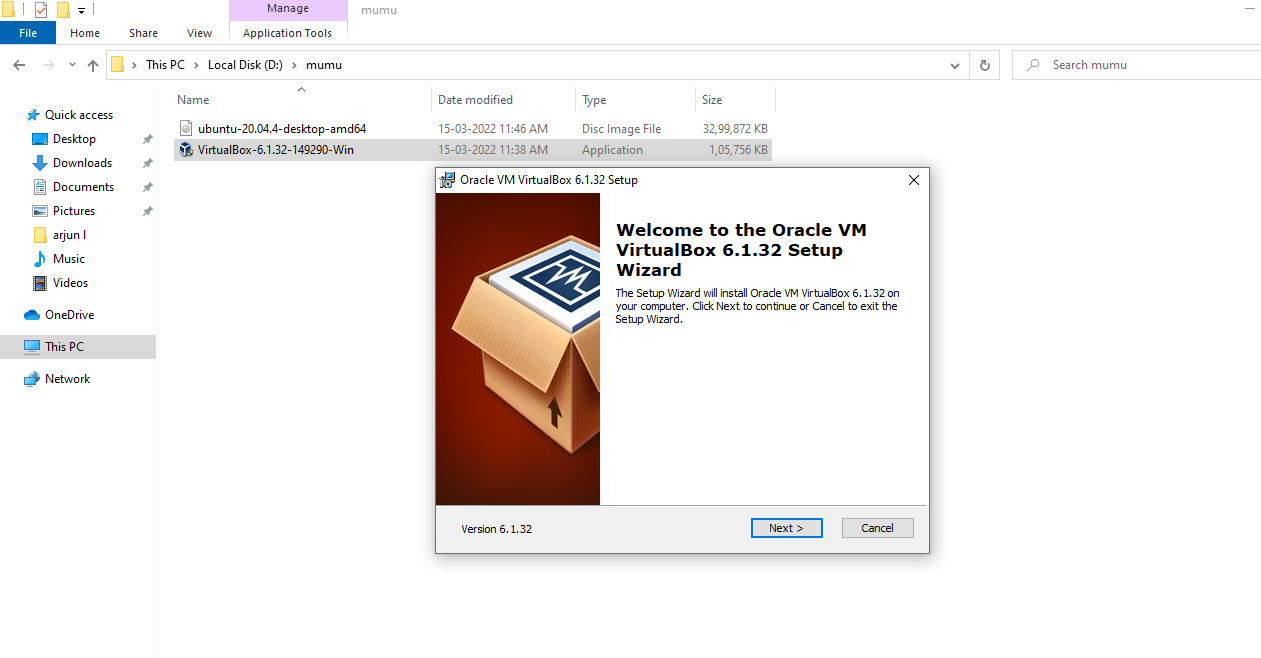 Manage
mumu
File
Home
Share
View
Application Tools
This PC
Local Disk (D:)
mumu
Search mumu
Name
Date modified
Type
Size
Quick access
Desktop
Downloads
Documents
Pictures
arjun l
Music
Videos
OneDrive
This PC
Network
ubuntu-20.04.4-desktop-amd64 15-03-2022 11:46 AM Disc Image File 32,99,872 KB
VirtualBox-6.1.32-149290-Win 15-03-2022 11:38 AM Application 1,05,756 KB
Oracle VM VirtualBox 6.1.32 Setup
Welcome to the Oracle VM
VirtualBox 6.1.32 Setup
Wizard
The Setup Wizard will install Oracle VM VirtualBox 6.1.32 on
your computer. Click Next to continue or Cancel to exit the
Setup Wizard.
Version 6.1.32
Next >
Cancel